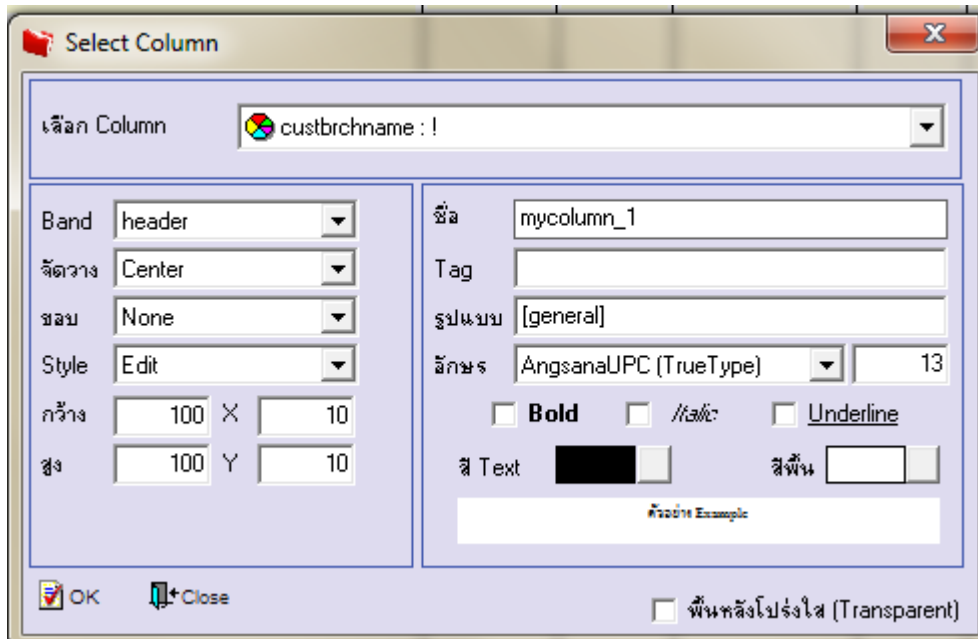 Select Column
เลือก Column custbrchname : !
Band header
จัดวาง Center
ขอบ None
Style Edit
กว้าง 100 X 10
สูง 100 Y 10
ชื่อ mycolumn_1
Tag
รูปแบบ [general]
อักษร AngsanaUPC (TrueType) 13
Bold Italic Underline
สี Text สีพื้น
ตัวอย่าง Example
OK Close
พื้นหลังโปร่งใส (Transparent)